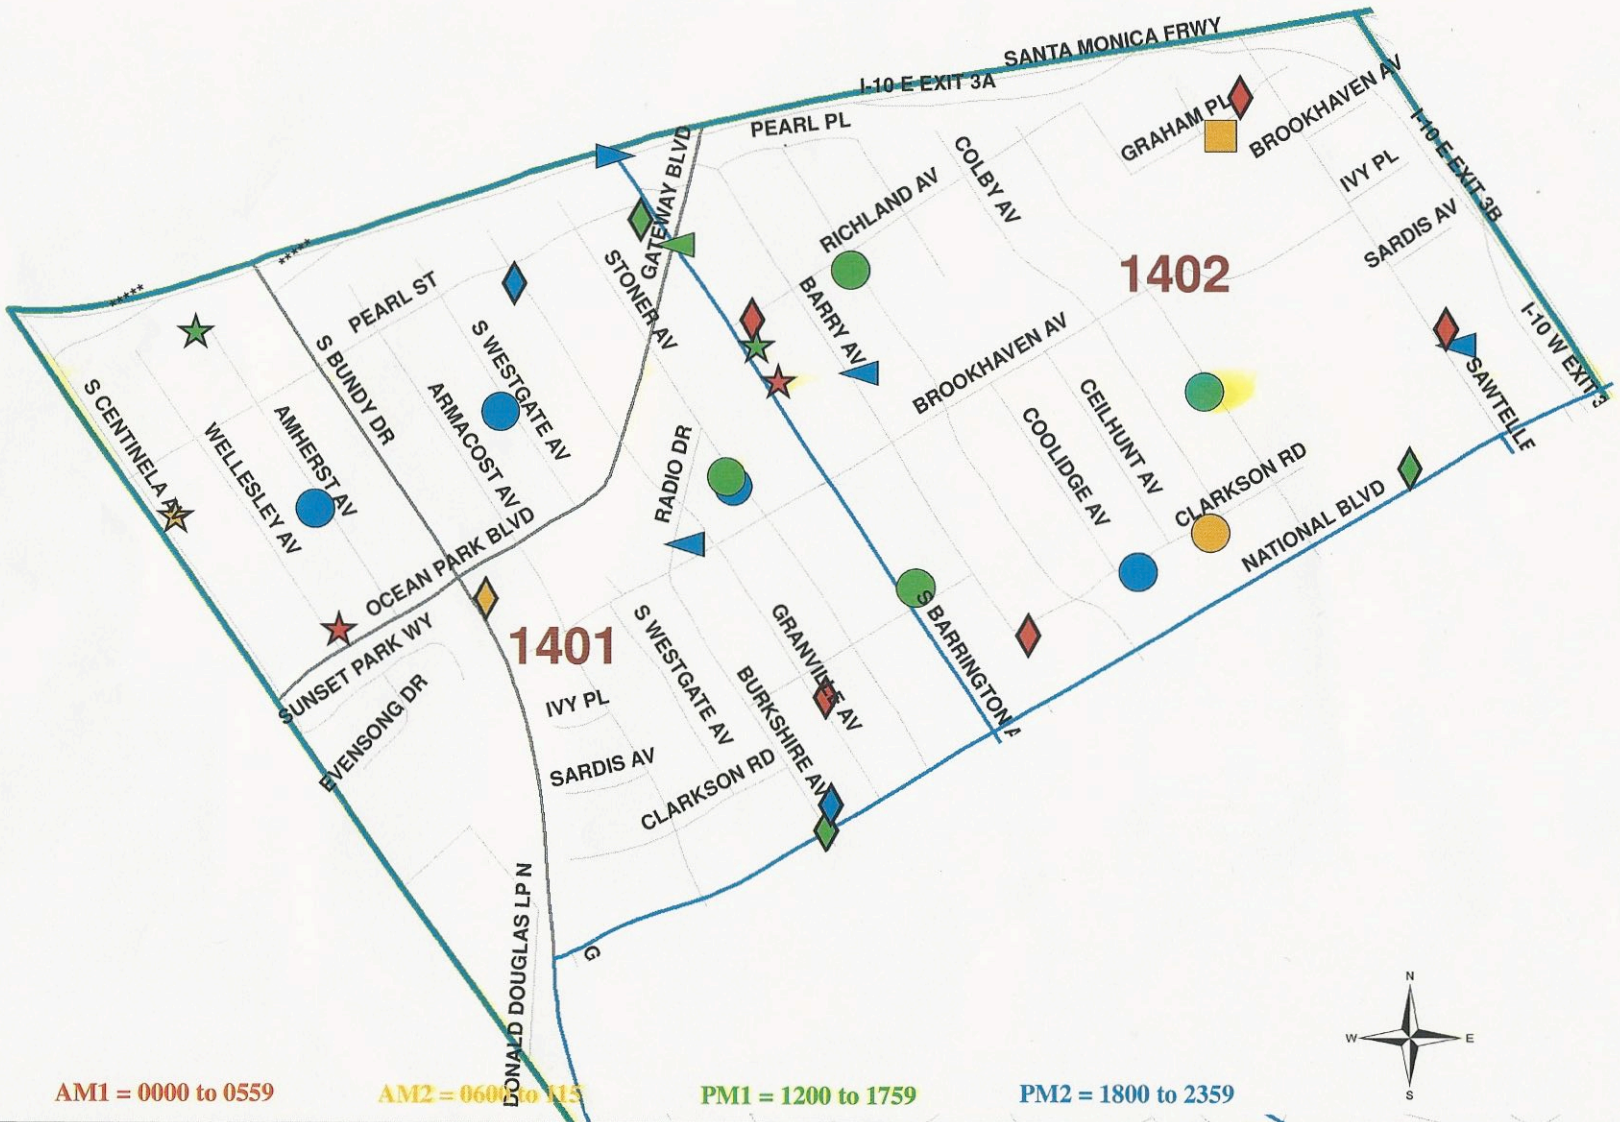 SANTA MONICA FRWY
I-10 E EXIT 3A
PEARL PL
GATEWAY BLVD
GRAHAM PL
BROOKHAVEN AV
I-10 E EXIT 3B
COLBY AV
IVY PL
RICHLAND AV
SARDIS AV
*****
*****
1402
STONER AV
PEARL ST
BARRY AV
S BUNDY DR
S WESTGATE AV
I-10 W EXIT 3
BROOKHAVEN AV
S CENTINELA AV
ARMACOST AV
AMHERST AV
WELLESLEY AV
SAWTELLE
CEILHUNT AV
COOLIDGE AV
RADIO DR
CLARKSON RD
NATIONAL BLVD
OCEAN PARK BLVD
S BARRINGTON A
SUNSET PARK WY
1401
S WESTGATE AV
GRANVILLE AV
BURKSHIRE AV
EVENSONG DR
IVY PL
SARDIS AV
CLARKSON RD
G
DONALD DOUGLAS LP N
N
W E
S
AM1 = 0000 to 0559
AM2 = 0600 to 115
PM1 = 1200 to 1759
PM2 = 1800 to 2359